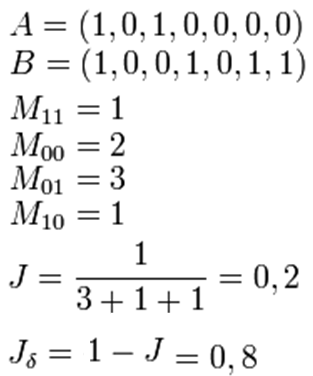 A = (1, 0, 1, 0, 0, 0, 0)
B = (1, 0, 0, 1, 0, 1, 1)
M₁₁ = 1
M₀₀ = 2
M₀₁ = 3
M₁₀ = 1
J = 1 / (3 + 1 + 1) = 0, 2
J_δ = 1 − J = 0, 8